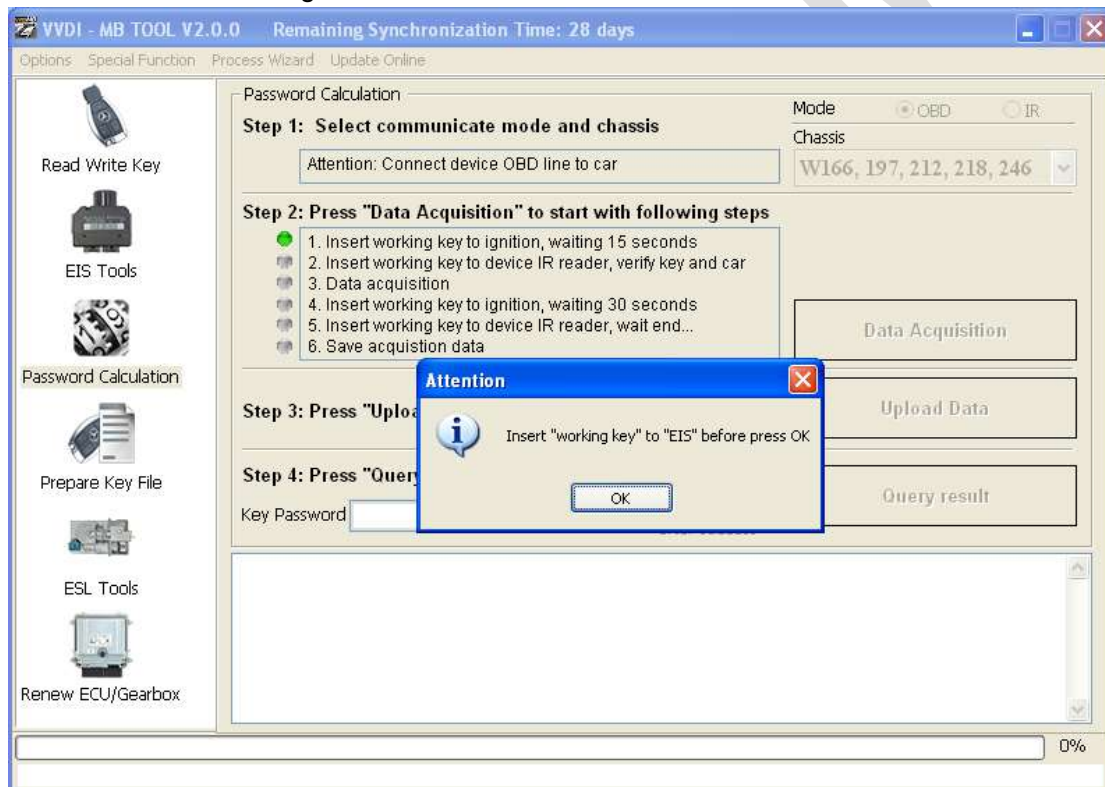 VVDI - MB TOOL V2.0.0 Remaining Synchronization Time: 28 days
Options Special Function Process Wizard Update Online
Read Write Key
EIS Tools
Password Calculation
Prepare Key File
ESL Tools
Renew ECU/Gearbox
Password Calculation
Step 1: Select communicate mode and chassis
Attention: Connect device OBD line to car
Mode OBD IR
Chassis
W166, 197, 212, 218, 246
Step 2: Press "Data Acquisition" to start with following steps
1. Insert working key to ignition, waiting 15 seconds
2. Insert working key to device IR reader, verify key and car
3. Data acquisition
4. Insert working key to ignition, waiting 30 seconds
5. Insert working key to device IR reader, wait end...
6. Save acquistion data
Data Acquisition
Step 3: Press "Uploa
Upload Data
Step 4: Press "Query
Key Password
Query result
Attention
Insert "working key" to "EIS" before press OK
OK
0%